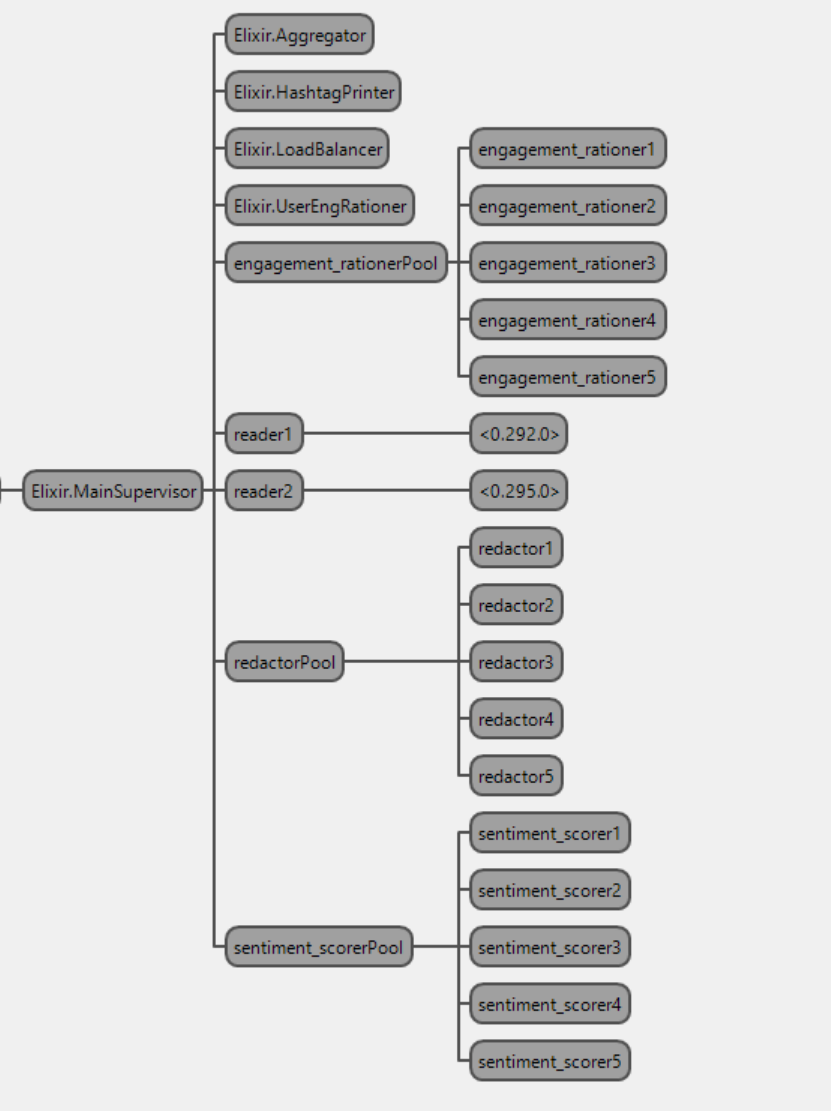 Elixir.Aggregator
Elixir.HashtagPrinter
Elixir.LoadBalancer
engagement_rationer1
Elixir.UserEngRationer
engagement_rationer2
engagement_rationerPool
engagement_rationer3
engagement_rationer4
engagement_rationer5
reader1
<0.292.0>
Elixir.MainSupervisor
reader2
<0.295.0>
redactor1
redactor2
redactorPool
redactor3
redactor4
redactor5
sentiment_scorer1
sentiment_scorer2
sentiment_scorerPool
sentiment_scorer3
sentiment_scorer4
sentiment_scorer5